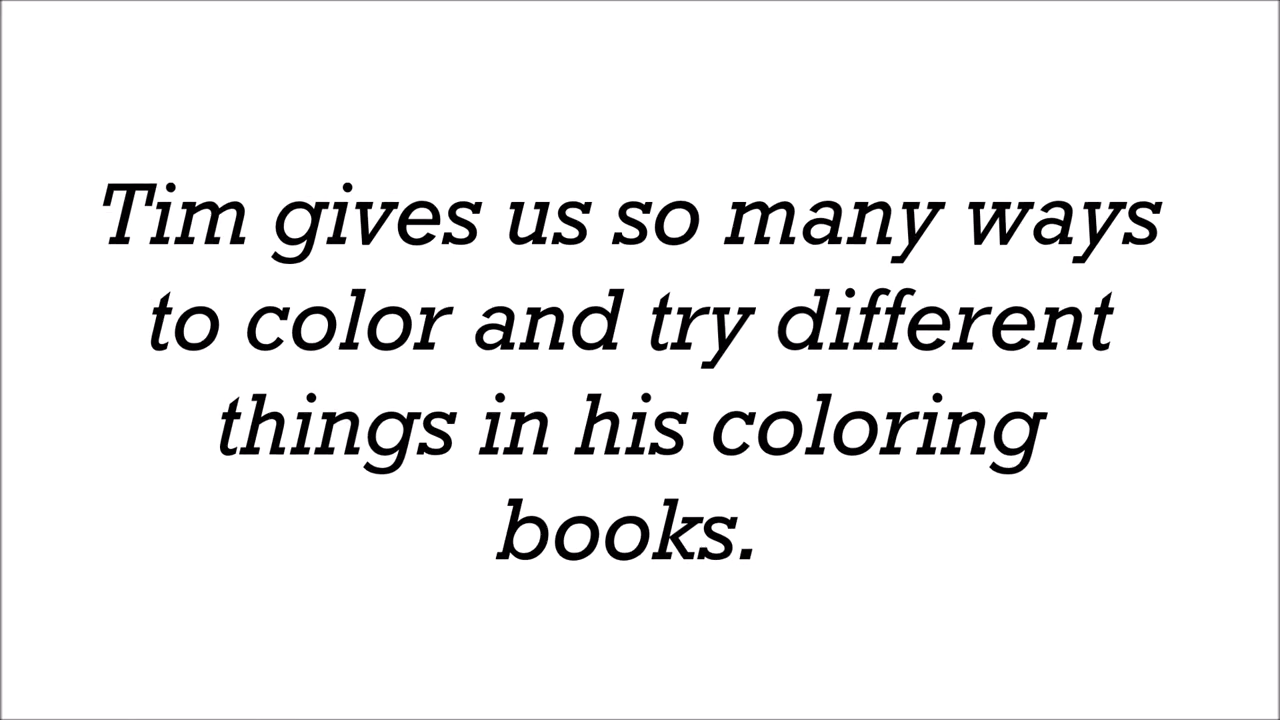 Tim gives us so many ways
to color and try different
things in his coloring
books.